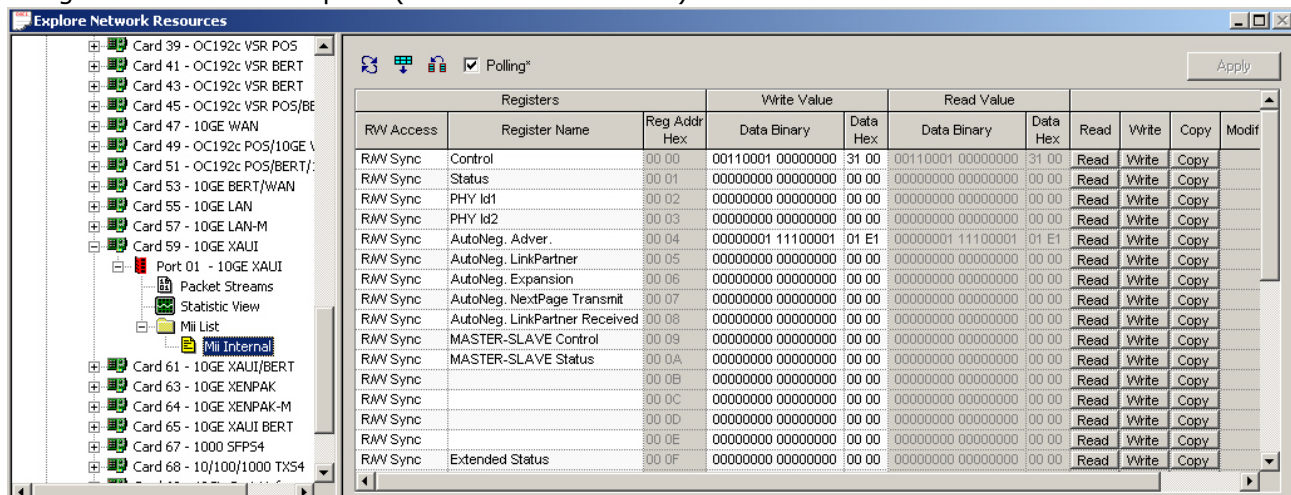 Explore Network Resources
Card 39 - OC192c VSR POS
Card 41 - OC192c VSR BERT
Card 43 - OC192c VSR BERT
Card 45 - OC192c VSR POS/BE
Card 47 - 10GE WAN
Card 49 - OC192c POS/10GE
Card 51 - OC192c POS/BERT/
Card 53 - 10GE BERT/WAN
Card 55 - 10GE LAN
Card 57 - 10GE LAN-M
Card 59 - 10GE XAUI
Port 01 - 10GE XAUI
Packet Streams
Statistic View
Mii List
Mii Internal
Card 61 - 10GE XAUI/BERT
Card 63 - 10GE XENPAK
Card 64 - 10GE XENPAK-M
Card 65 - 10GE XAUI BERT
Card 67 - 1000 SFPS4
Card 68 - 10/100/1000 TXS4
Polling*
Apply
Registers Write Value Read Value
RW Access Register Name Reg Addr Hex Data Binary Data Hex Data Binary Data Hex Read Write Copy Modif
R/W Sync Control 00 00 00110001 00000000 31 00 00110001 00000000 31 00 Read Write Copy
R/W Sync Status 00 01 00000000 00000000 00 00 00000000 00000000 00 00 Read Write Copy
R/W Sync PHY Id1 00 02 00000000 00000000 00 00 00000000 00000000 00 00 Read Write Copy
R/W Sync PHY Id2 00 03 00000000 00000000 00 00 00000000 00000000 00 00 Read Write Copy
R/W Sync AutoNeg. Adver. 00 04 00000001 11100001 01 E1 00000001 11100001 01 E1 Read Write Copy
R/W Sync AutoNeg. LinkPartner 00 05 00000000 00000000 00 00 00000000 00000000 00 00 Read Write Copy
R/W Sync AutoNeg. Expansion 00 06 00000000 00000000 00 00 00000000 00000000 00 00 Read Write Copy
R/W Sync AutoNeg. NextPage Transmit 00 07 00000000 00000000 00 00 00000000 00000000 00 00 Read Write Copy
R/W Sync AutoNeg. LinkPartner Received 00 08 00000000 00000000 00 00 00000000 00000000 00 00 Read Write Copy
R/W Sync MASTER-SLAVE Control 00 09 00000000 00000000 00 00 00000000 00000000 00 00 Read Write Copy
R/W Sync MASTER-SLAVE Status 00 0A 00000000 00000000 00 00 00000000 00000000 00 00 Read Write Copy
R/W Sync 00 0B 00000000 00000000 00 00 00000000 00000000 00 00 Read Write Copy
R/W Sync 00 0C 00000000 00000000 00 00 00000000 00000000 00 00 Read Write Copy
R/W Sync 00 0D 00000000 00000000 00 00 00000000 00000000 00 00 Read Write Copy
R/W Sync 00 0E 00000000 00000000 00 00 00000000 00000000 00 00 Read Write Copy
R/W Sync Extended Status 00 0F 00000000 00000000 00 00 00000000 00000000 00 00 Read Write Copy